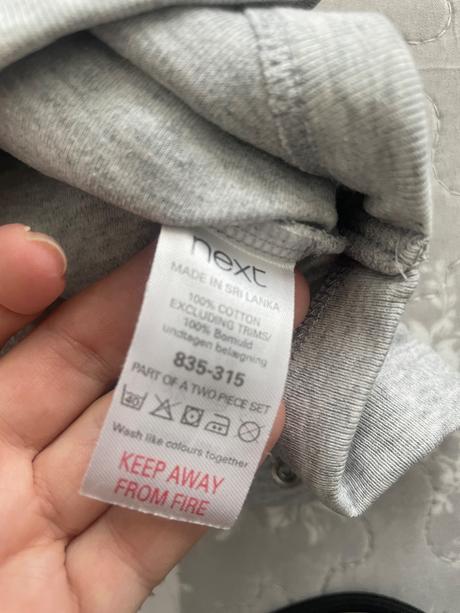 next
MADE IN SRI LANKA
100% COTTON
EXCLUDING TRIMS/
100% Bomuld
undtagen belægning
835-315
PART OF A TWO PIECE SET
40
Wash like colours together
KEEP AWAY
FROM FIRE